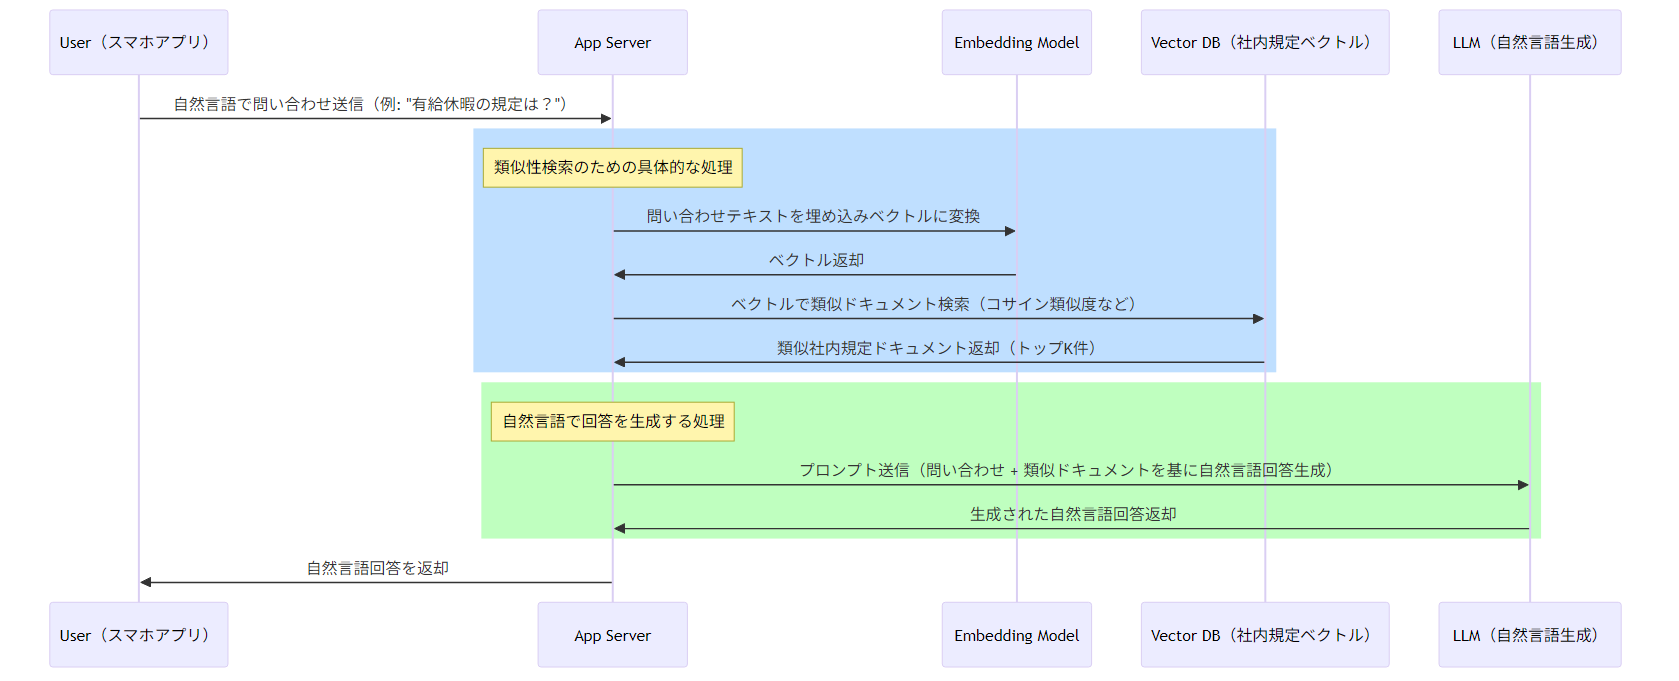 User（スマホアプリ）
App Server
Embedding Model
Vector DB（社内規定ベクトル）
LLM（自然言語生成）
自然言語で問い合わせ送信（例: "有給休暇の規定は？"）
類似性検索のための具体的な処理
問い合わせテキストを埋め込みベクトルに変換
ベクトル返却
ベクトルで類似ドキュメント検索（コサイン類似度など）
類似社内規定ドキュメント返却（トップK件）
自然言語で回答を生成する処理
プロンプト送信（問い合わせ + 類似ドキュメントを基に自然言語回答生成）
生成された自然言語回答返却
自然言語回答を返却
User（スマホアプリ）
App Server
Embedding Model
Vector DB（社内規定ベクトル）
LLM（自然言語生成）